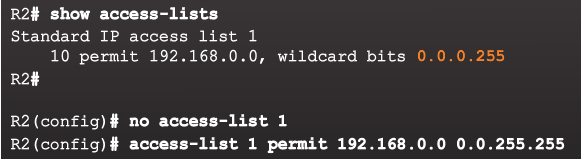 R2# show access-lists
Standard IP access list 1
    10 permit 192.168.0.0, wildcard bits 0.0.0.255
R2#
R2(config)# no access-list 1
R2(config)# access-list 1 permit 192.168.0.0 0.0.255.255